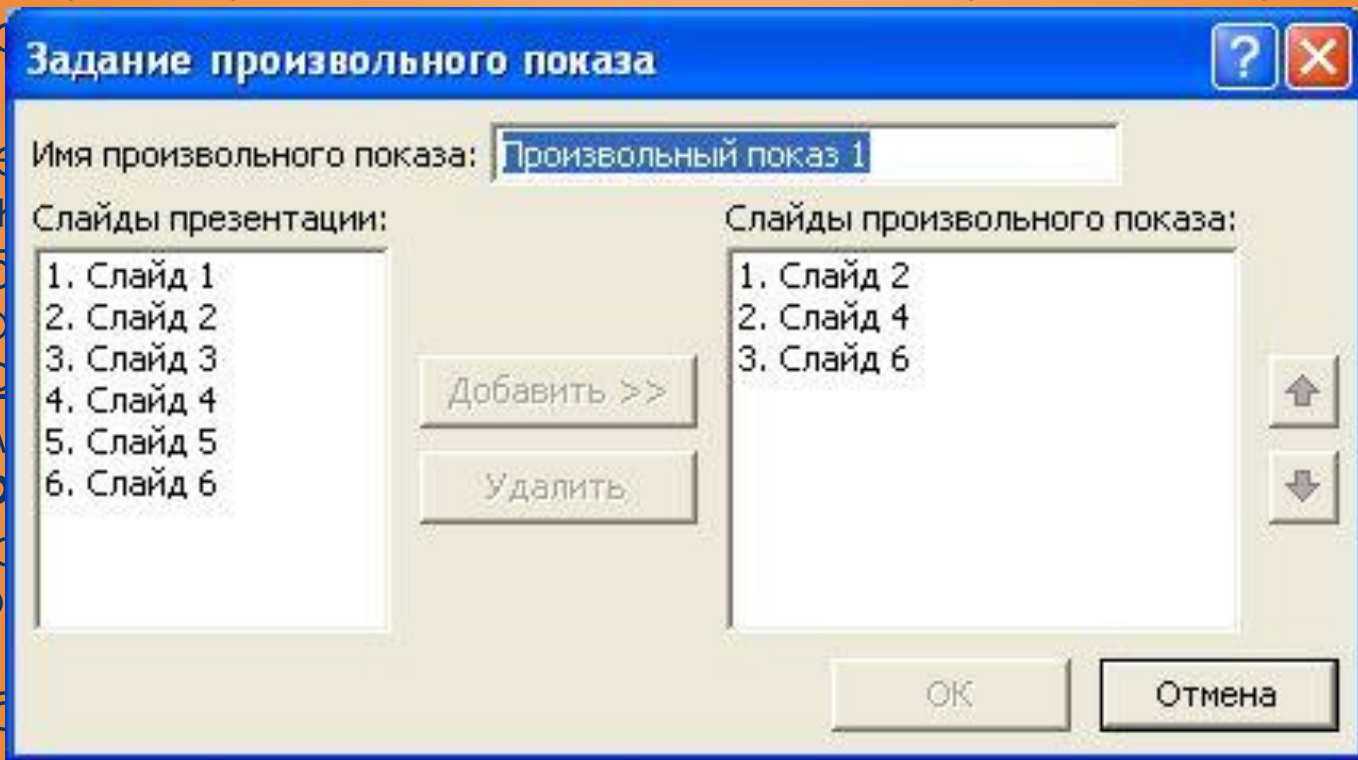 Задание произвольного показа
Имя произвольного показа: Произвольный показ 1
Слайды презентации:
1. Слайд 1
2. Слайд 2
3. Слайд 3
4. Слайд 4
5. Слайд 5
6. Слайд 6
Добавить >>
Удалить
Слайды произвольного показа:
1. Слайд 2
2. Слайд 4
3. Слайд 6
ОК
Отмена